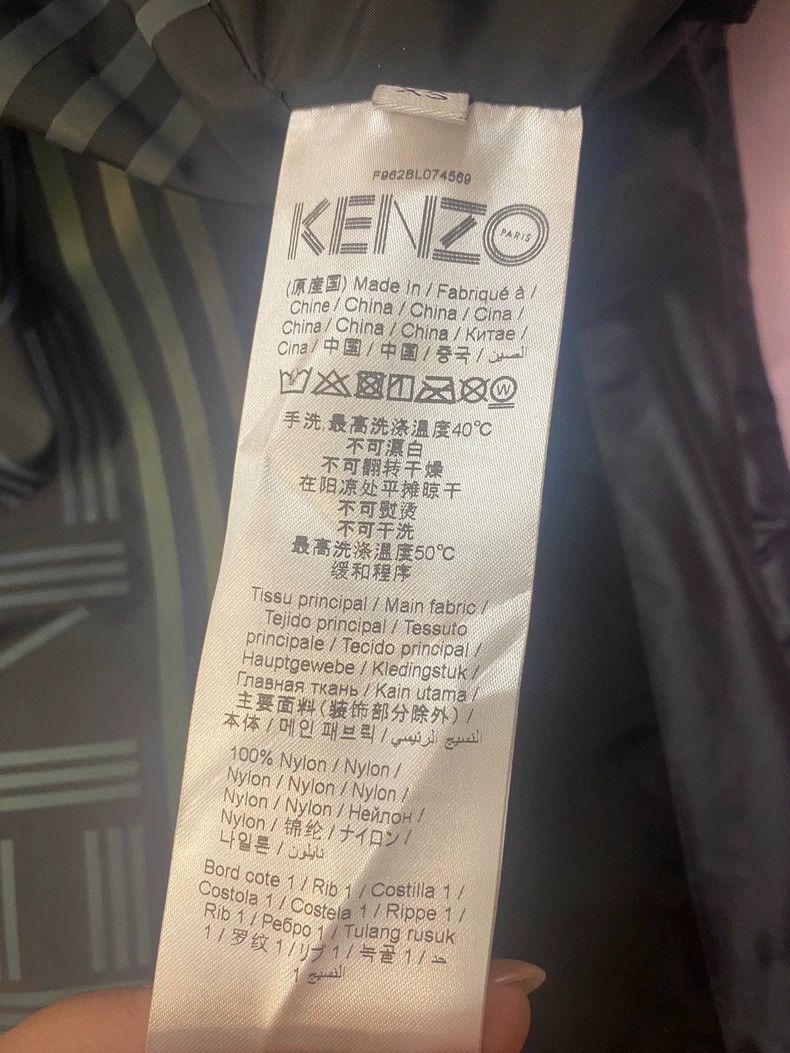 XS
F962BL074569
KENZO
PARIS
(原産国) Made In / Fabriqué à /
Chine / China / China / Cina /
China / China / China / Китае /
Cina / 中国 / 中国 / 중국 / الصين
W
手洗,最高洗涤温度40°C
不可漂白
不可翻转干燥
在阳凉处平摊晾干
不可熨烫
不可干洗
最高洗涤温度50°C
缓和程序
Tissu principal / Main fabric /
Tejido principal / Tessuto
principale / Tecido principal /
Hauptgewebe / Kledingstuk /
Главная ткань / Kain utama /
主要面料(装饰部分除外) /
本体 / 메인 패브릭 / النسيج الرئيسي
100% Nylon / Nylon /
Nylon / Nylon / Nylon /
Nylon / Nylon / Нейлон /
Nylon / 锦纶 / ナイロン /
나일론 / نايلون
Bord cote 1 / Rib 1 / Costilla 1 /
Costola 1 / Costela 1 / Rippe 1 /
Rib 1 / Ребро 1 / Tulang rusuk
1 / 罗纹 1 / リブ 1 / 늑골 1 / حد
النسيج 1